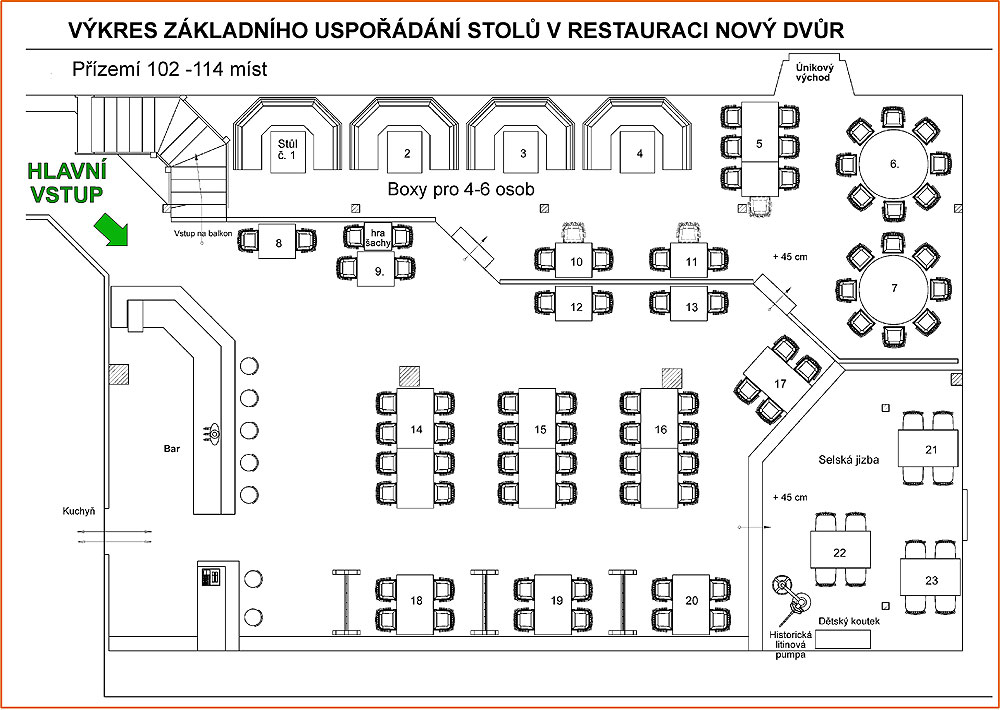 VÝKRES ZÁKLADNÍHO USPOŘÁDÁNÍ STOLŮ V RESTAURACI NOVÝ DVŮR
Přízemí 102 -114 míst
Únikový
východ
HLAVNÍ
VSTUP
Stůl
č. 1
2
3
4
5
6.
Boxy pro 4-6 osob
Vstup na balkon
8
hra
šachy
9.
10
11
+ 45 cm
7
12
13
17
14
15
16
Bar
Selská jizba
21
+ 45 cm
Kuchyň
22
23
18
19
20
Dětský koutek
Historická
litinová
pumpa